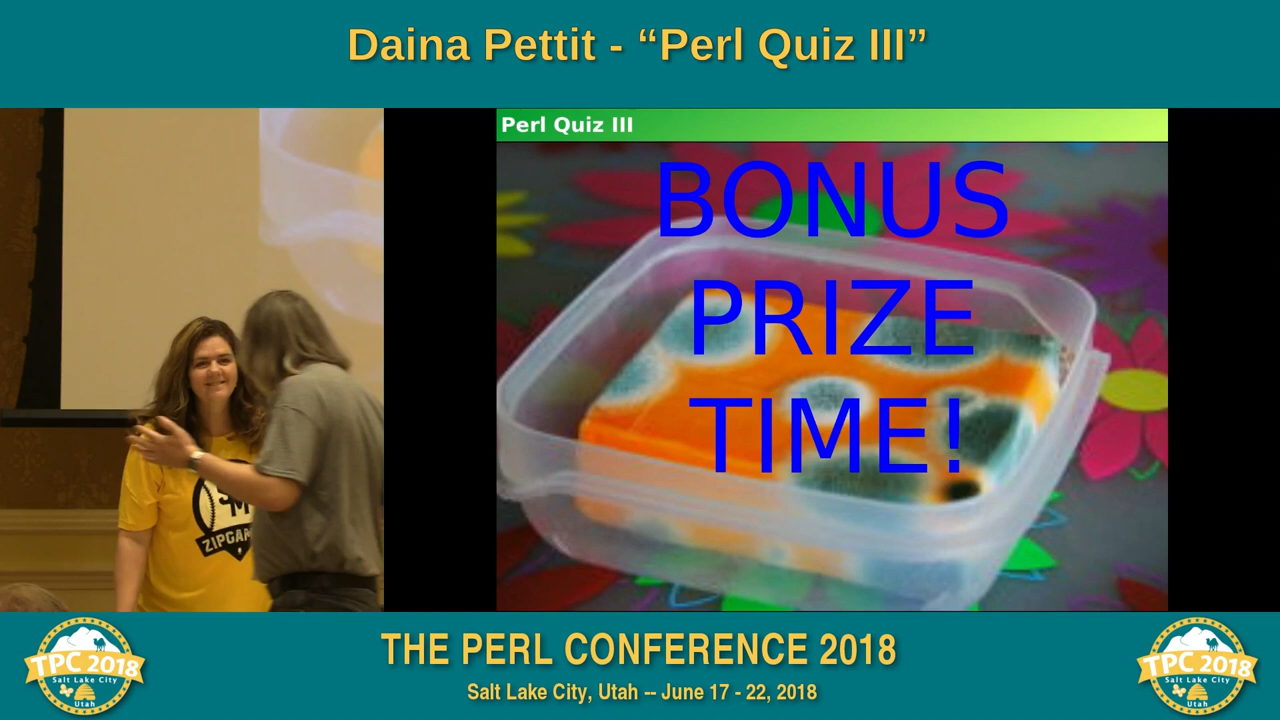 Daina Pettit - “Perl Quiz III”
Perl Quiz III
BONUS
PRIZE
TIME!
SM
THE PERL CONFERENCE 2018
Salt Lake City, Utah -- June 17 - 22, 2018
TPC 2018
Salt Lake City
Utah
TPC 2018
Salt Lake City
Utah